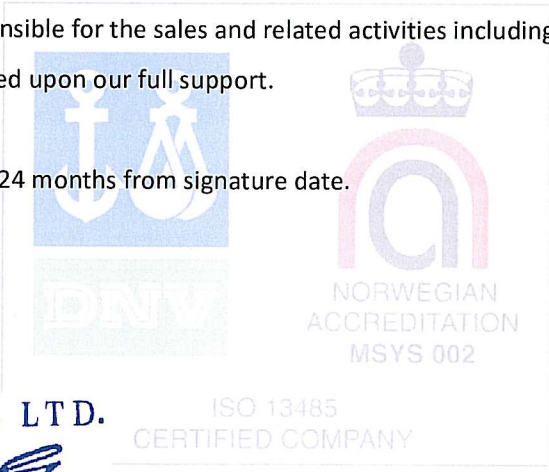 nsible for the sales and related activities including
ed upon our full support.
24 months from signature date.
DNV
NORWEGIAN
ACCREDITATION
MSYS 002
LTD.
ISO 13485
CERTIFIED COMPANY